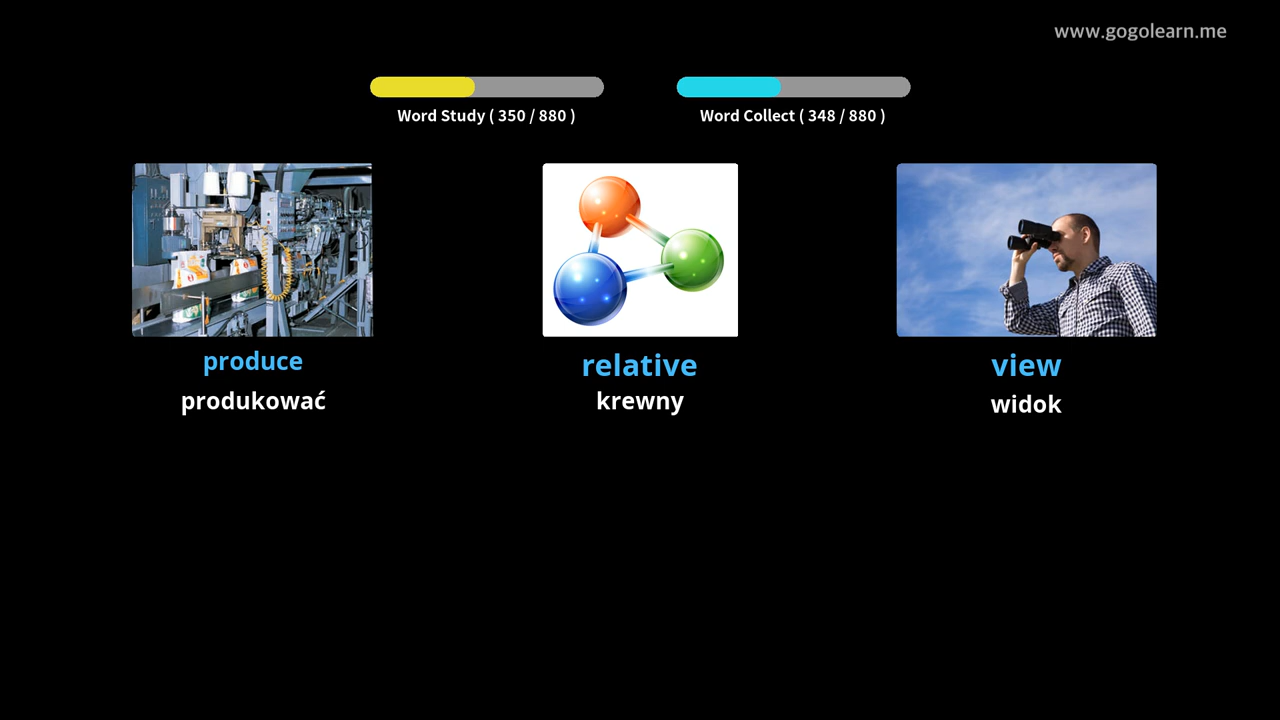 www.gogolearn.me
Word Study ( 350 / 880 )
Word Collect ( 348 / 880 )
produce
produkować
relative
krewny
view
widok